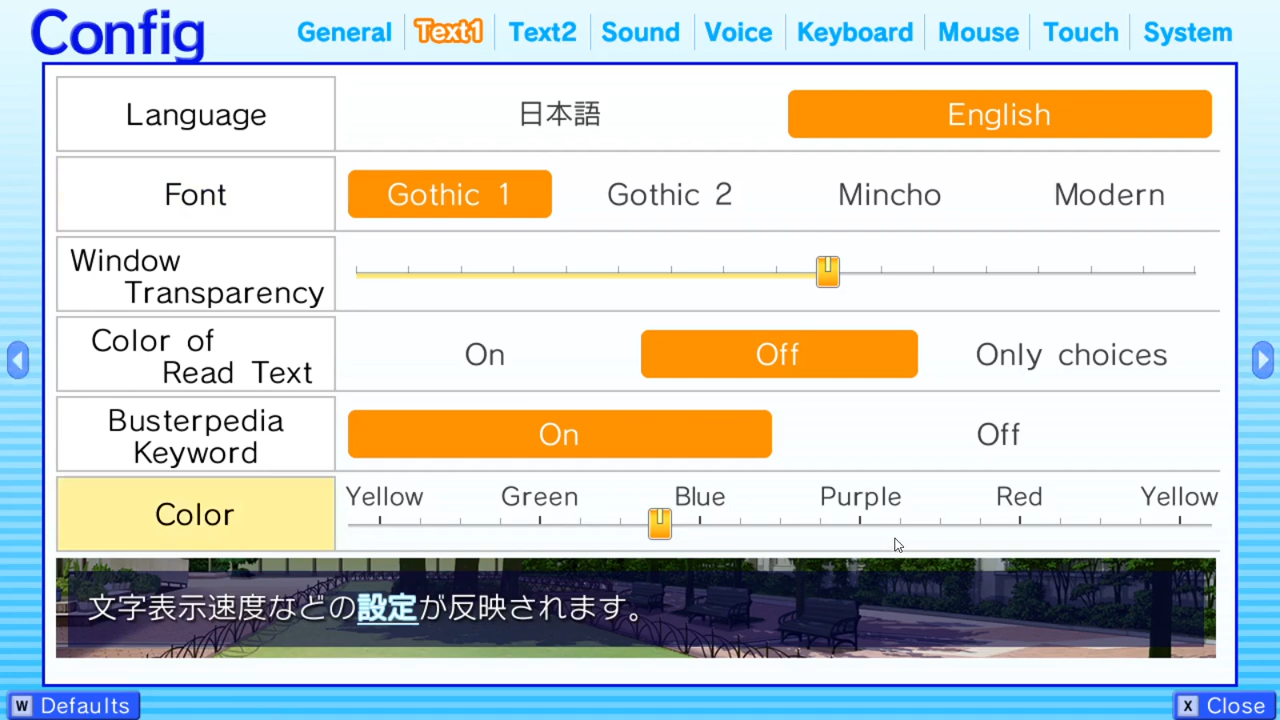 Config
General Text1 Text2 Sound Voice Keyboard Mouse Touch System
Language 日本語 English
Font Gothic 1 Gothic 2 Mincho Modern
Window
Transparency
Color of
Read Text
On Off Only choices
Busterpedia
Keyword
On Off
Color
Yellow Green Blue Purple Red Yellow
文字表示速度などの設定が反映されます。
W Defaults
X Close